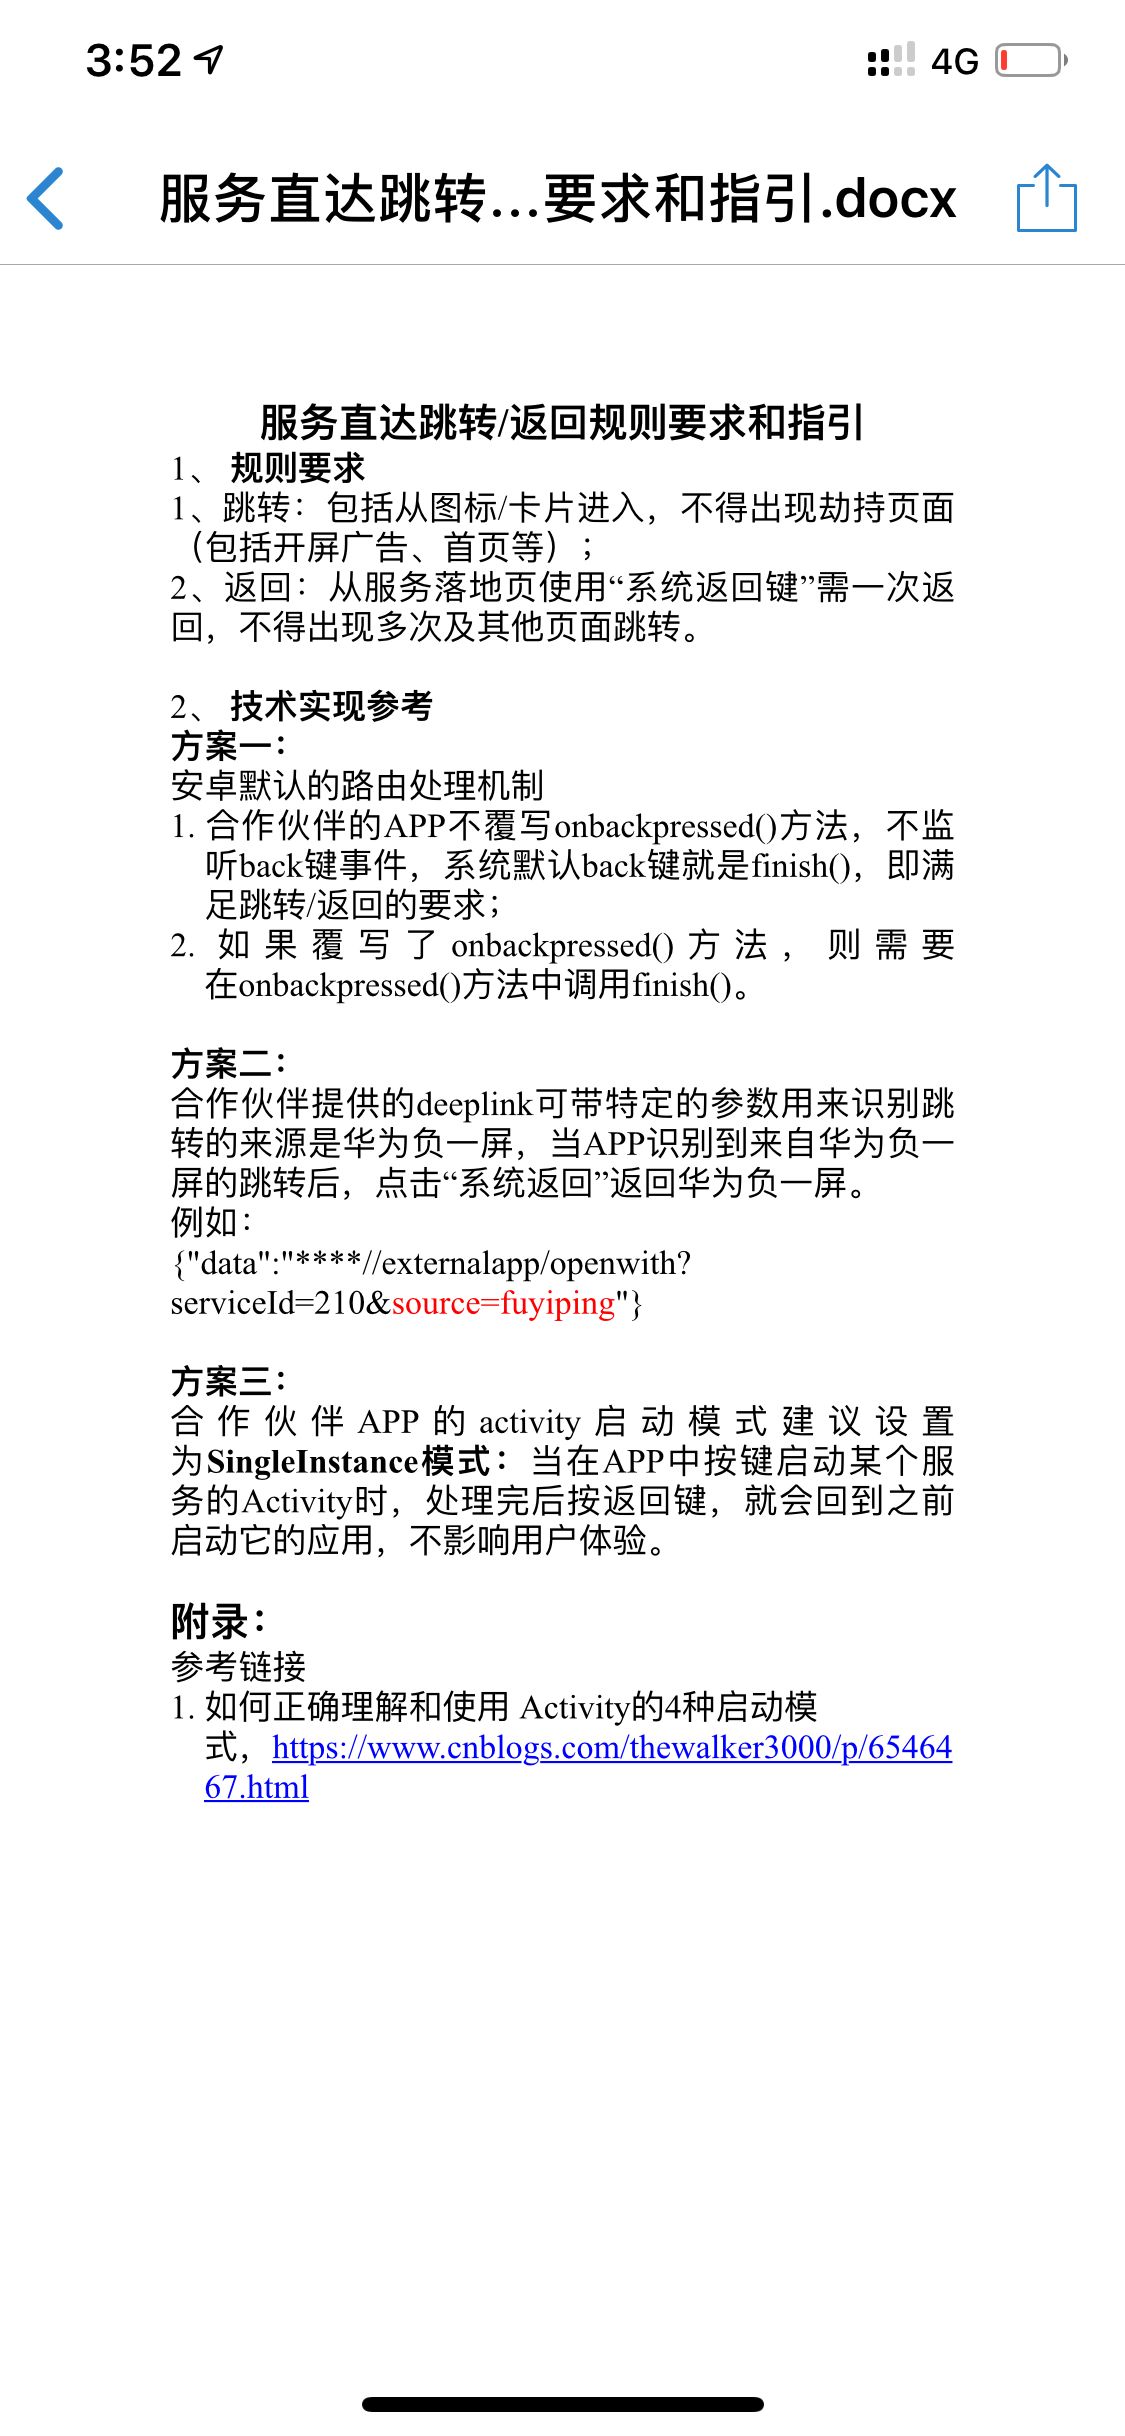 3:52
4G
服务直达跳转...要求和指引.docx
服务直达跳转/返回规则要求和指引
1、 规则要求
1、跳转：包括从图标/卡片进入，不得出现劫持页面
（包括开屏广告、首页等）；
2、返回：从服务落地页使用“系统返回键”需一次返
回，不得出现多次及其他页面跳转。
2、 技术实现参考
方案一：
安卓默认的路由处理机制
1. 合作伙伴的APP不覆写onbackpressed()方法，不监
听back键事件，系统默认back键就是finish()，即满
足跳转/返回的要求；
2. 如果覆写了onbackpressed()方法，则需要
在onbackpressed()方法中调用finish()。
方案二：
合作伙伴提供的deeplink可带特定的参数用来识别跳
转的来源是华为负一屏，当APP识别到来自华为负一
屏的跳转后，点击“系统返回”返回华为负一屏。
例如：
{"data":"****//externalapp/openwith?
serviceId=210&source=fuyiping"}
方案三：
合作伙伴APP的activity启动模式建议设置
为SingleInstance模式：当在APP中按键启动某个服
务的Activity时，处理完后按返回键，就会回到之前
启动它的应用，不影响用户体验。
附录：
参考链接
1. 如何正确理解和使用 Activity的4种启动模
式，https://www.cnblogs.com/thewalker3000/p/65464
67.html